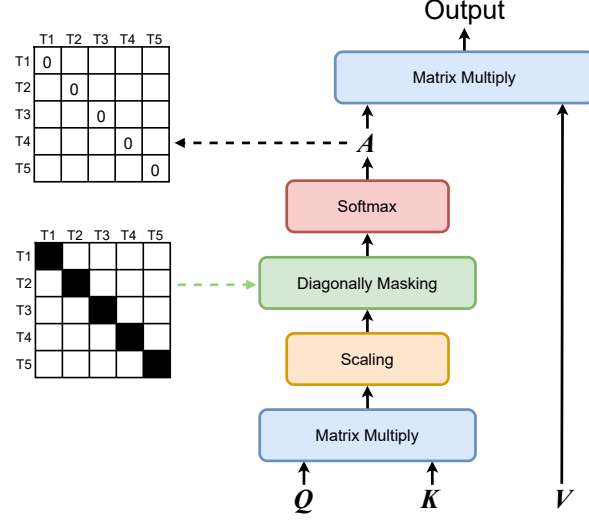 Output
Matrix Multiply
T1 T2 T3 T4 T5
T1 0
T2 0
T3 0
T4 0
T5 0
A
Softmax
T1 T2 T3 T4 T5
T1
T2
T3
T4
T5
Diagonally Masking
Scaling
Matrix Multiply
Q K V